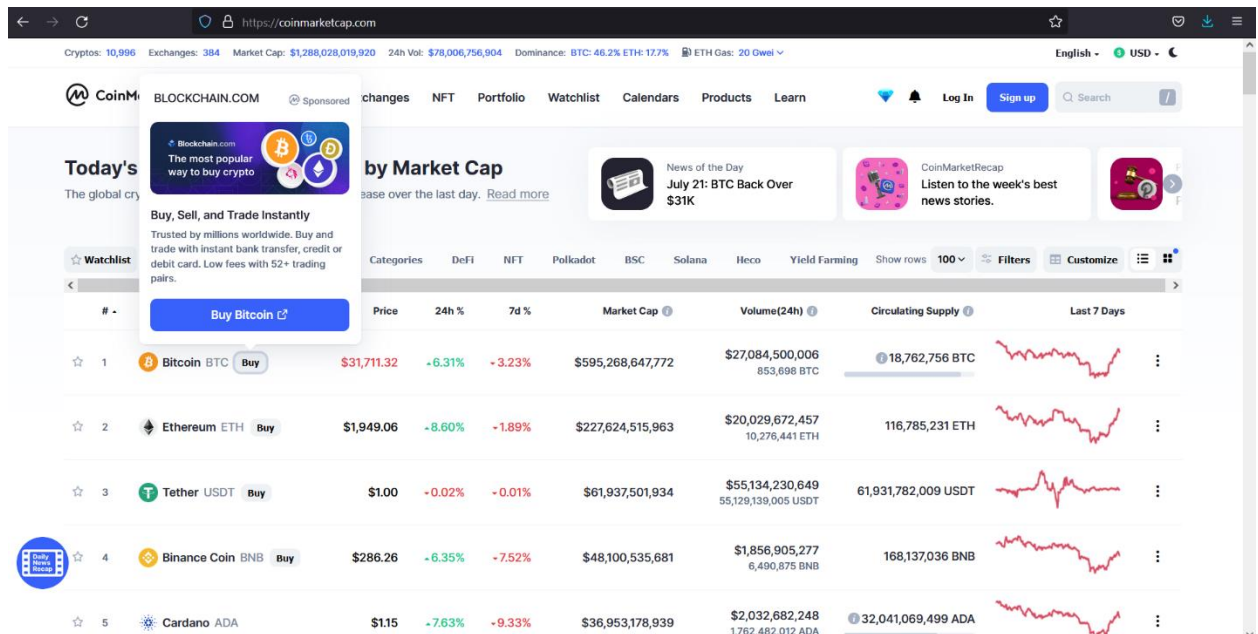 https://coinmarketcap.com
Cryptos: 10,996 Exchanges: 384 Market Cap: $1,288,028,019,920 24h Vol: $78,006,756,904 Dominance: BTC: 46.2% ETH: 17.7% ETH Gas: 20 Gwei
English USD
CoinM
changes NFT Portfolio Watchlist Calendars Products Learn
Log In Sign up Search /
BLOCKCHAIN.COM Sponsored
Blockchain.com
The most popular
way to buy crypto
Buy, Sell, and Trade Instantly
Trusted by millions worldwide. Buy and
trade with instant bank transfer, credit or
debit card. Low fees with 52+ trading
pairs.
Buy Bitcoin
Today's by Market Cap
The global cry ease over the last day. Read more
News of the Day
July 21: BTC Back Over
$31K
CoinMarketRecap
Listen to the week's best
news stories.
Watchlist Categories DeFi NFT Polkadot BSC Solana Heco Yield Farming Show rows 100 Filters Customize
# Price 24h % 7d % Market Cap Volume(24h) Circulating Supply Last 7 Days
1 Bitcoin BTC Buy $31,711.32 6.31% 3.23% $595,268,647,772 $27,084,500,006 18,762,756 BTC
853,698 BTC
2 Ethereum ETH Buy $1,949.06 8.60% 1.89% $227,624,515,963 $20,029,672,457 116,785,231 ETH
10,276,441 ETH
3 Tether USDT Buy $1.00 0.02% 0.01% $61,937,501,934 $55,134,230,649 61,931,782,009 USDT
55,129,139,005 USDT
Daily
News
Recap
4 Binance Coin BNB Buy $286.26 6.35% 7.52% $48,100,535,681 $1,856,905,277 168,137,036 BNB
6,490,875 BNB
5 Cardano ADA $1.15 7.63% 9.33% $36,953,178,939 $2,032,682,248 32,041,069,499 ADA
1,762,482,012 ADA